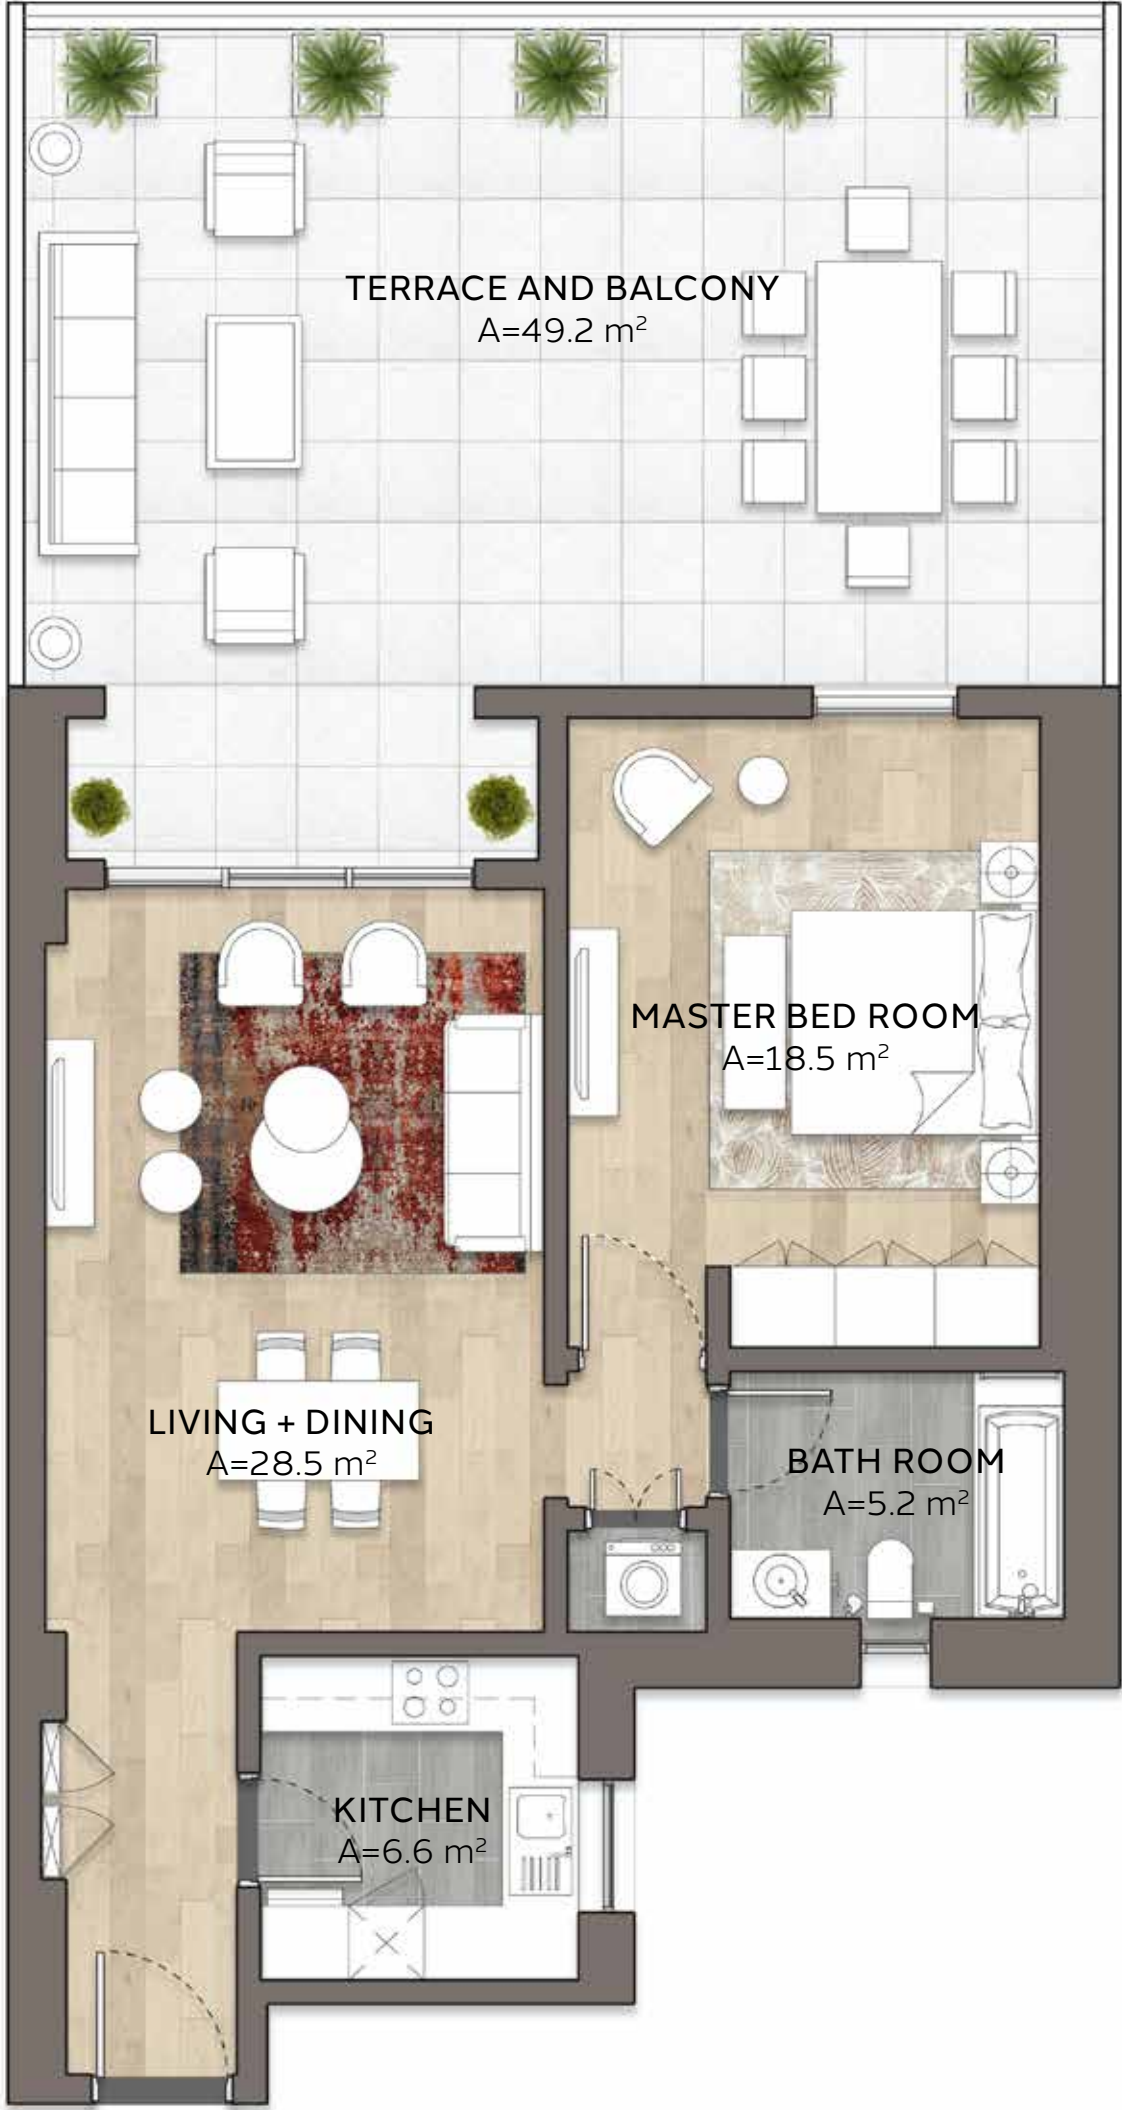 TERRACE AND BALCONY
A=49.2 m²
MASTER BED ROOM
A=18.5 m²
LIVING + DINING
A=28.5 m²
BATH ROOM
A=5.2 m²
KITCHEN
A=6.6 m²